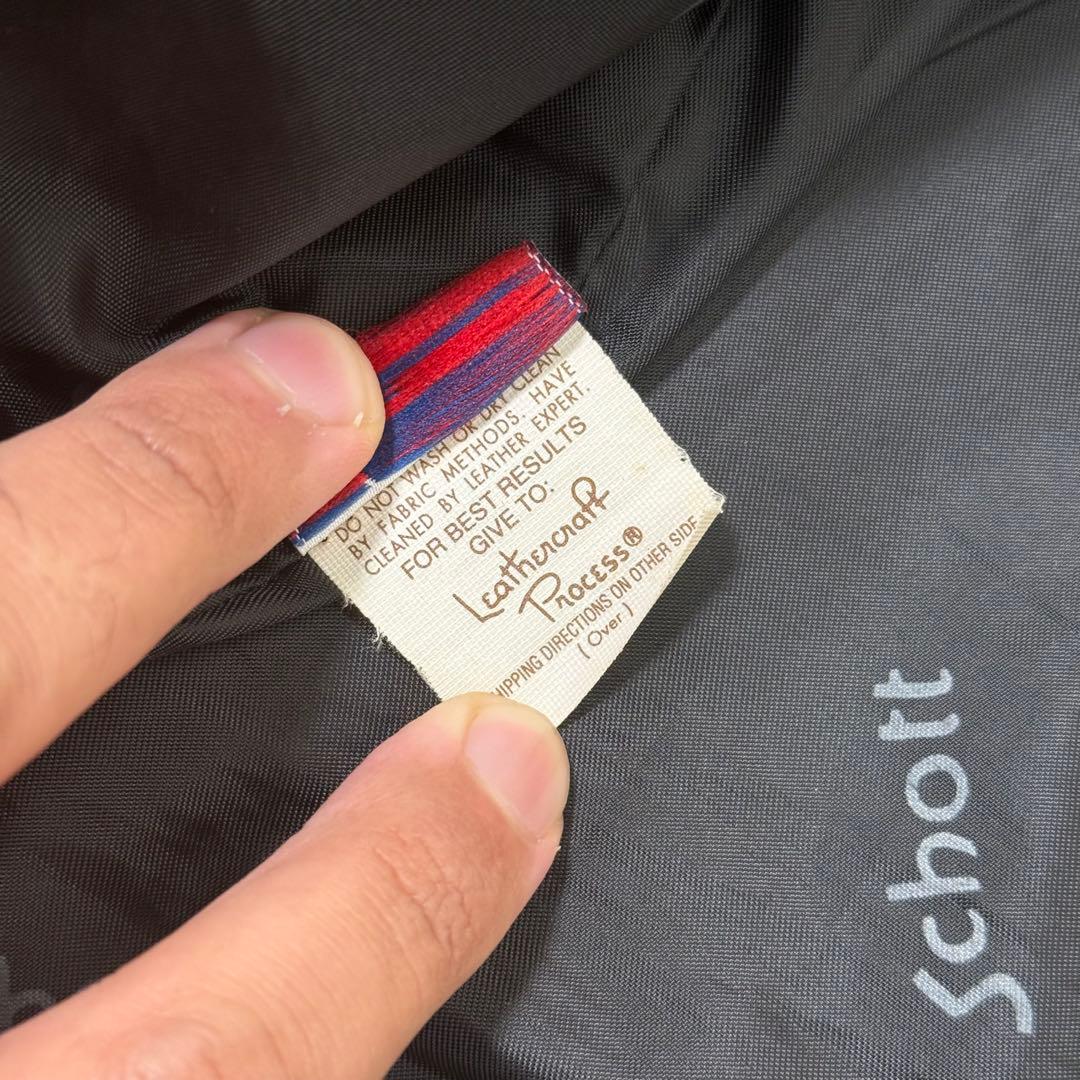 DO NOT WASH OR DRY CLEAN
BY FABRIC METHODS. HAVE
CLEANED BY LEATHER EXPERT.
FOR BEST RESULTS
GIVE TO:
Leathercraft
Process®
HIPPING DIRECTIONS ON OTHER SIDE
(Over)
Schott